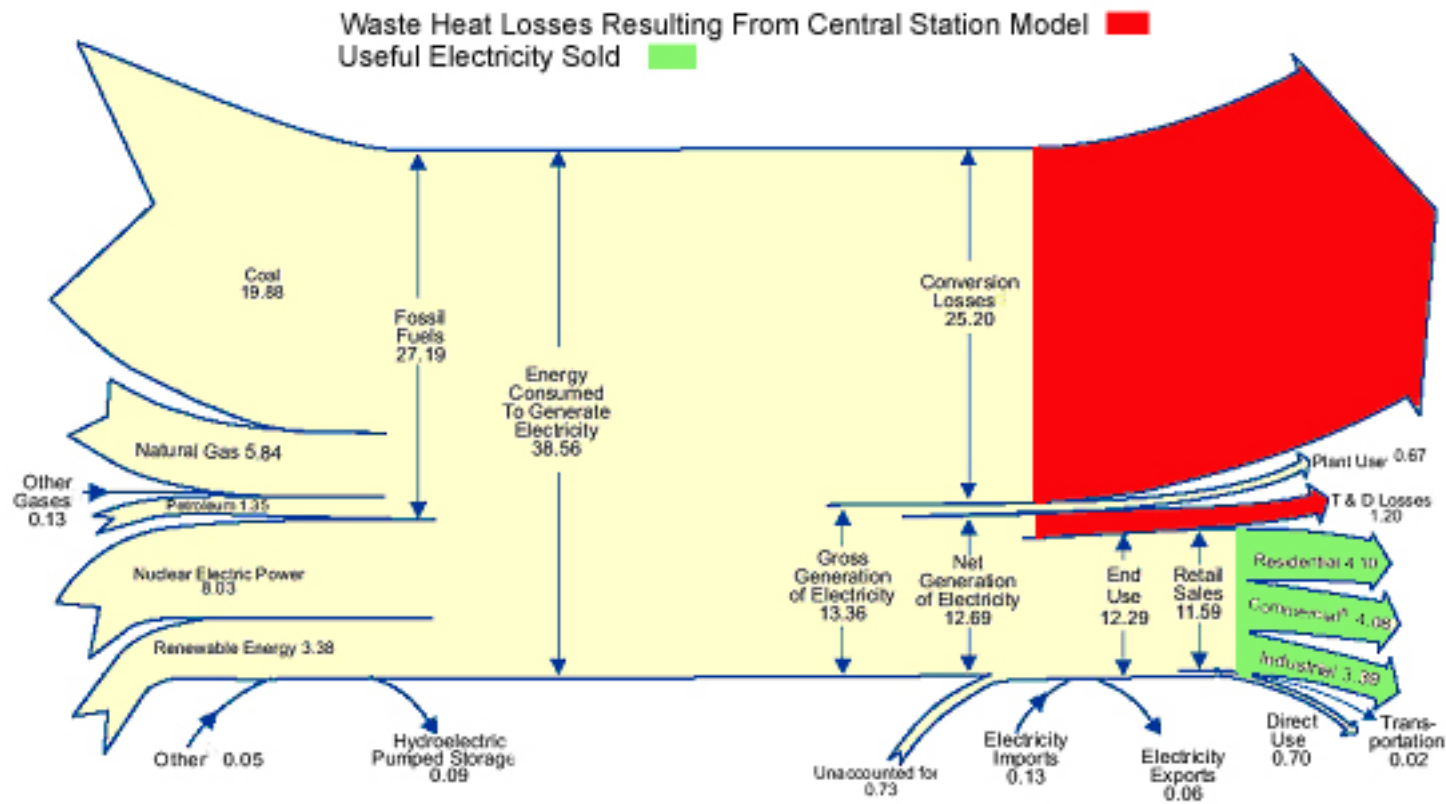 Waste Heat Losses Resulting From Central Station Model
Useful Electricity Sold
Coal
19.88
Fossil
Fuels
27.19
Energy
Consumed
To Generate
Electricity
38.56
Conversion
Losses
25.20
Natural Gas 5.84
Other
Gases
0.13
Petroleum 1.35
Nuclear Electric Power
8.03
Renewable Energy 3.38
Other 0.05
Hydroelectric
Pumped Storage
0.09
Gross
Generation
of Electricity
13.36
Net
Generation
of Electricity
12.69
End
Use
12.29
Retail
Sales
11.59
Plant Use 0.67
T & D Losses
1.20
Residential 4.10
Commercial 4.08
Industrial 3.39
Unaccounted for
0.73
Electricity
Imports
0.13
Electricity
Exports
0.06
Direct
Use
0.70
Trans-
portation
0.02